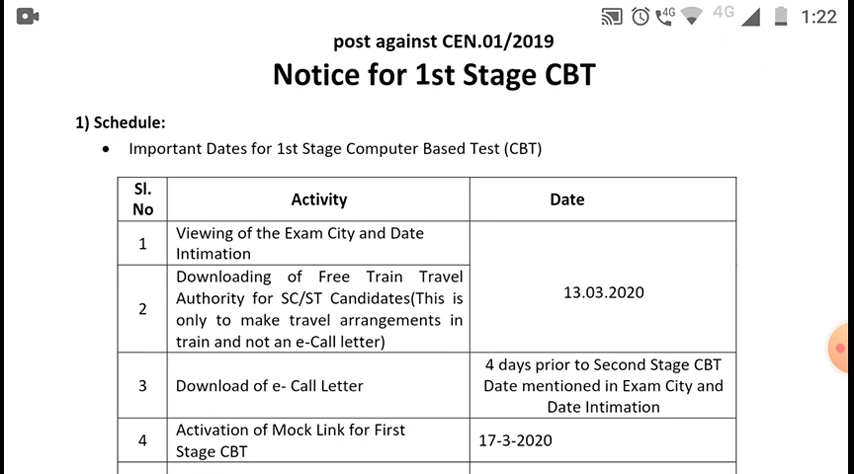 4G
4G
1:22
post against CEN.01/2019
Notice for 1st Stage CBT
1) Schedule:
• Important Dates for 1st Stage Computer Based Test (CBT)
Sl.
No
Activity
Date
1
Viewing of the Exam City and Date
Intimation
13.03.2020
2
Downloading of Free Train Travel
Authority for SC/ST Candidates(This is
only to make travel arrangements in
train and not an e-Call letter)
3
Download of e- Call Letter
4 days prior to Second Stage CBT
Date mentioned in Exam City and
Date Intimation
4
Activation of Mock Link for First
Stage CBT
17-3-2020